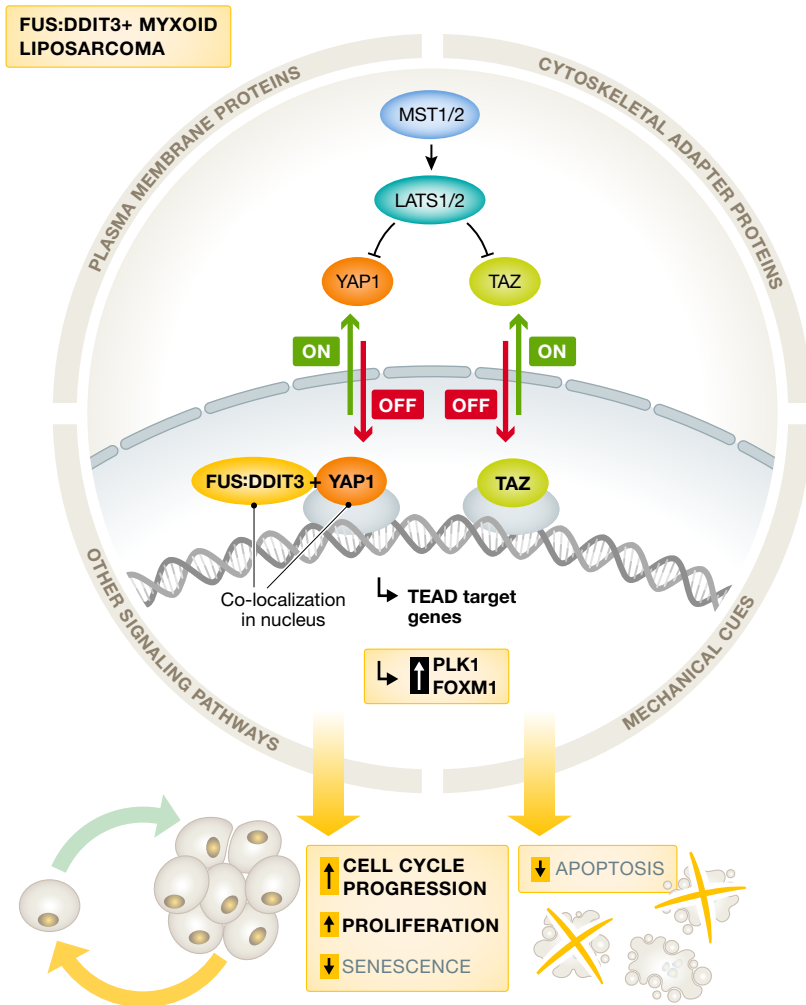 FUS:DDIT3+ MYXOID
LIPOSARCOMA
PLASMA MEMBRANE PROTEINS
CYTOSKELETAL ADAPTER PROTEINS
MST1/2
LATS1/2
YAP1
TAZ
ON
ON
OFF
OFF
FUS:DDIT3 + YAP1
TAZ
Co-localization
in nucleus
TEAD target
genes
PLK1
FOXM1
OTHER SIGNALING PATHWAYS
MECHANICAL CUES
CELL CYCLE
PROGRESSION
PROLIFERATION
SENESCENCE
APOPTOSIS